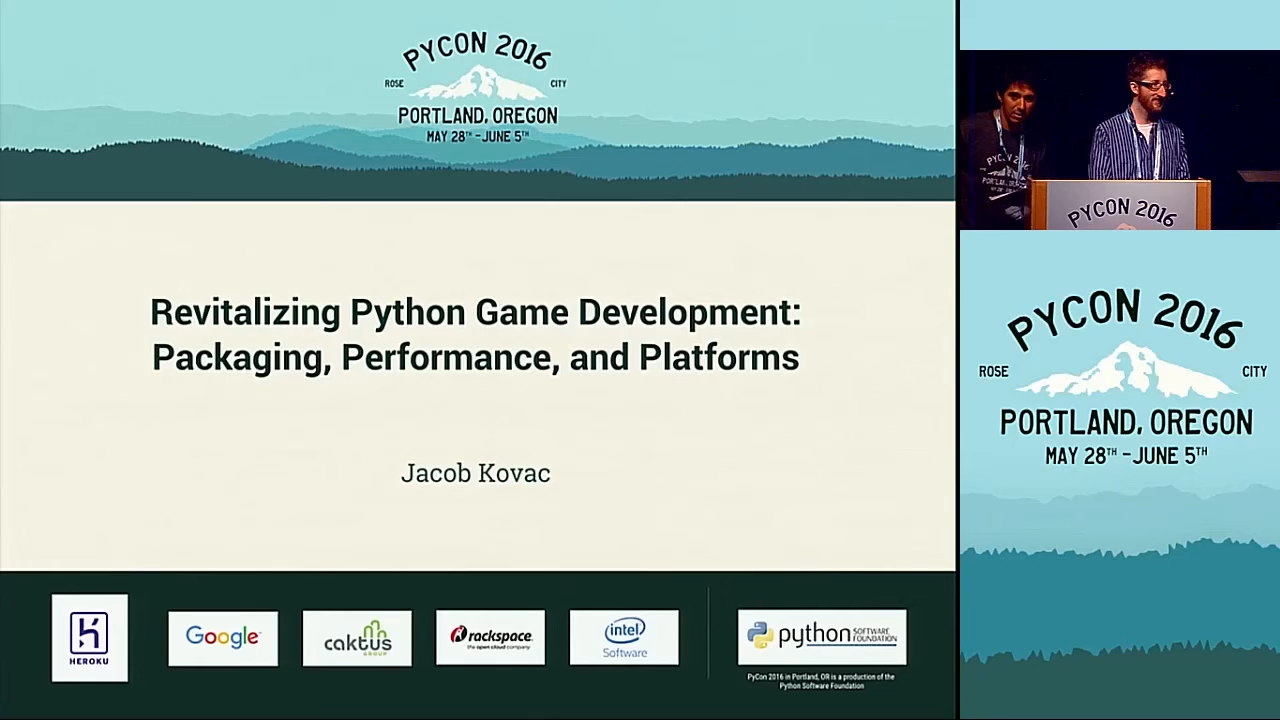 PYCON 2016
ROSE CITY
PORTLAND, OREGON
MAY 28TH - JUNE 5TH
Revitalizing Python Game Development:
Packaging, Performance, and Platforms
Jacob Kovac
HEROKU
Google
caktus
GROUP
rackspace.
the open cloud company
intel
Software
python SOFTWARE
FOUNDATION
PyCon 2016 in Portland, OR is a production of the
Python Software Foundation
PYCON 2016
PORTLAND
PYCON 2016
PYCON 2016
ROSE CITY
PORTLAND, OREGON
MAY 28TH - JUNE 5TH